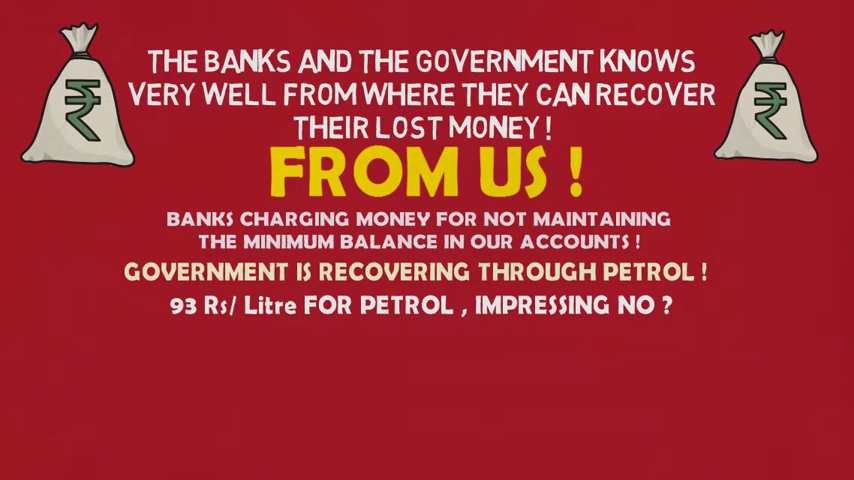 THE BANKS AND THE GOVERNMENT KNOWS
VERY WELL FROM WHERE THEY CAN RECOVER
THEIR LOST MONEY !
FROM US !
BANKS CHARGING MONEY FOR NOT MAINTAINING
THE MINIMUM BALANCE IN OUR ACCOUNTS !
GOVERNMENT IS RECOVERING THROUGH PETROL !
93 Rs/ Litre FOR PETROL , IMPRESSING NO ?